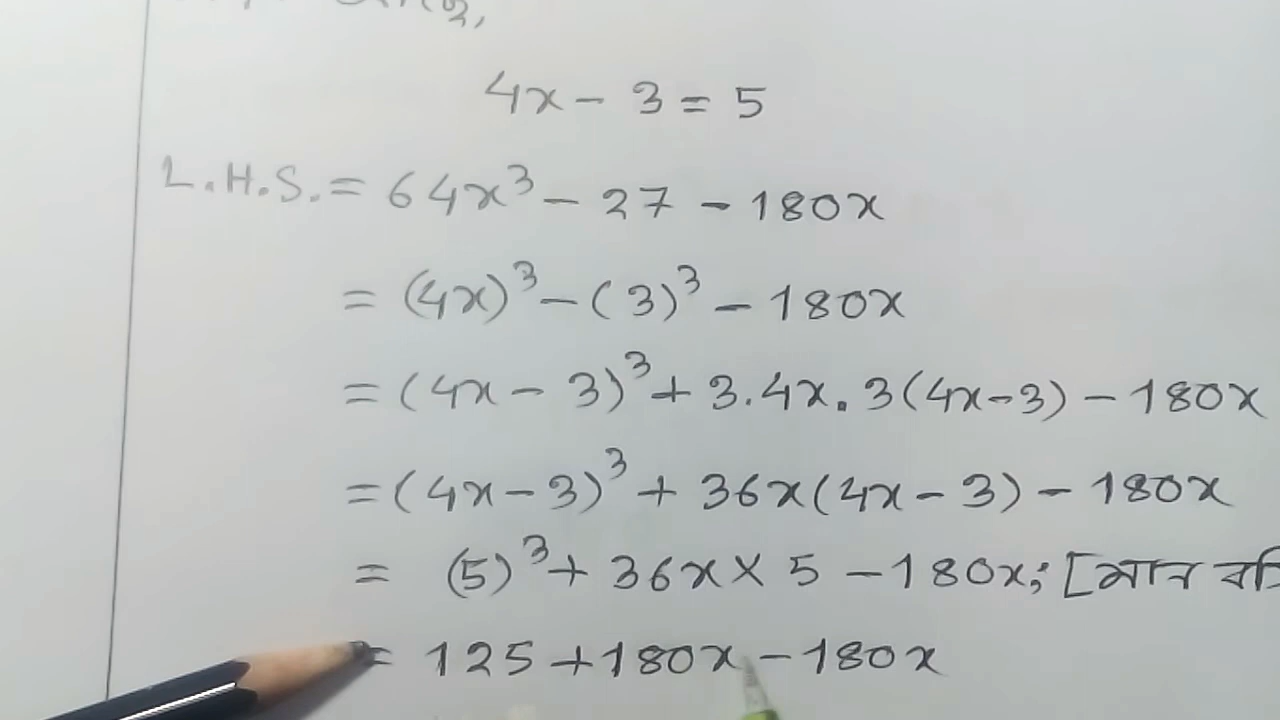 4x - 3 = 5
L.H.S. = 64x³ - 27 - 180x
= (4x)³ - (3)³ - 180x
= (4x - 3)³ + 3.4x.3(4x-3) - 180x
= (4x - 3)³ + 36x(4x - 3) - 180x
= (5)³ + 36x × 5 - 180x; [মান
= 125 + 180x - 180x